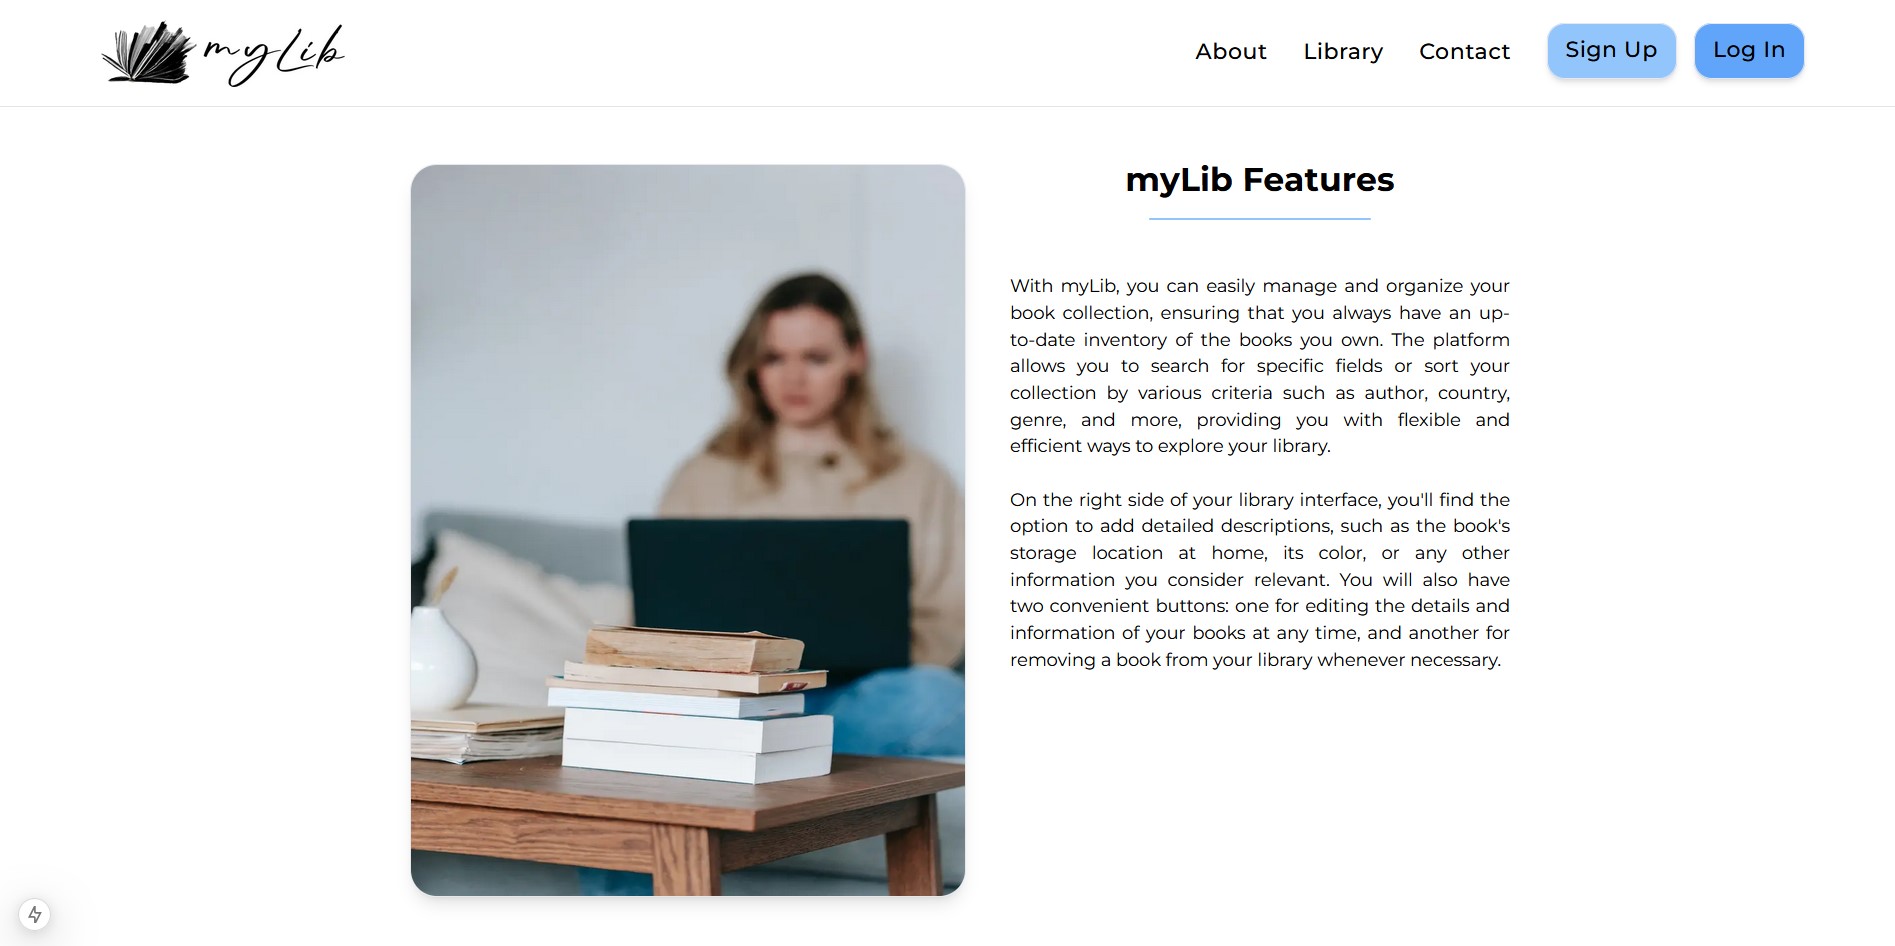 myLib
About
Library
Contact
Sign Up
Log In
myLib Features
With myLib, you can easily manage and organize your
book collection, ensuring that you always have an up-
to-date inventory of the books you own. The platform
allows you to search for specific fields or sort your
collection by various criteria such as author, country,
genre, and more, providing you with flexible and
efficient ways to explore your library.
On the right side of your library interface, you'll find the
option to add detailed descriptions, such as the book's
storage location at home, its color, or any other
information you consider relevant. You will also have
two convenient buttons: one for editing the details and
information of your books at any time, and another for
removing a book from your library whenever necessary.